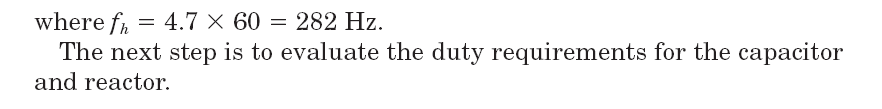 where fₕ = 4.7 × 60 = 282 Hz.
The next step is to evaluate the duty requirements for the capacitor
and reactor.